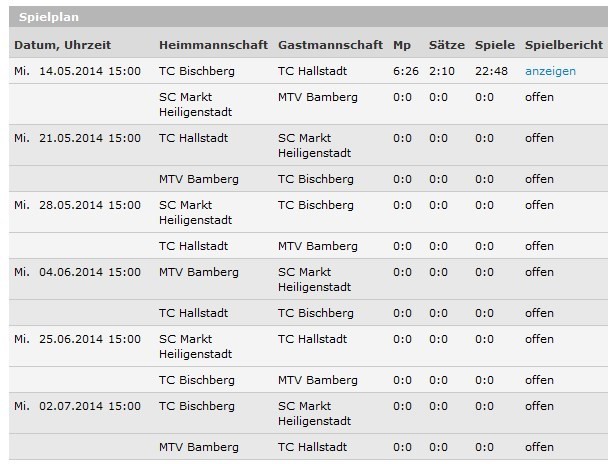 Spielplan
Datum, Uhrzeit Heimmannschaft Gastmannschaft Mp Sätze Spiele Spielbericht
Mi. 14.05.2014 15:00 TC Bischberg TC Hallstadt 6:26 2:10 22:48 anzeigen
SC Markt MTV Bamberg 0:0 0:0 0:0 offen
Heiligenstadt
Mi. 21.05.2014 15:00 TC Hallstadt SC Markt 0:0 0:0 0:0 offen
Heiligenstadt
MTV Bamberg TC Bischberg 0:0 0:0 0:0 offen
Mi. 28.05.2014 15:00 SC Markt TC Bischberg 0:0 0:0 0:0 offen
Heiligenstadt
TC Hallstadt MTV Bamberg 0:0 0:0 0:0 offen
Mi. 04.06.2014 15:00 MTV Bamberg SC Markt 0:0 0:0 0:0 offen
Heiligenstadt
TC Hallstadt TC Bischberg 0:0 0:0 0:0 offen
Mi. 25.06.2014 15:00 SC Markt TC Hallstadt 0:0 0:0 0:0 offen
Heiligenstadt
TC Bischberg MTV Bamberg 0:0 0:0 0:0 offen
Mi. 02.07.2014 15:00 TC Bischberg SC Markt 0:0 0:0 0:0 offen
Heiligenstadt
MTV Bamberg TC Hallstadt 0:0 0:0 0:0 offen